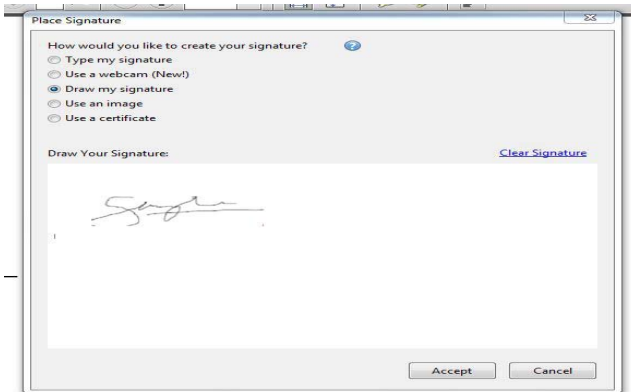 Place Signature
How would you like to create your signature?
Type my signature
Use a webcam (New!)
Draw my signature
Use an image
Use a certificate
Draw Your Signature:
Clear Signature
Accept
Cancel